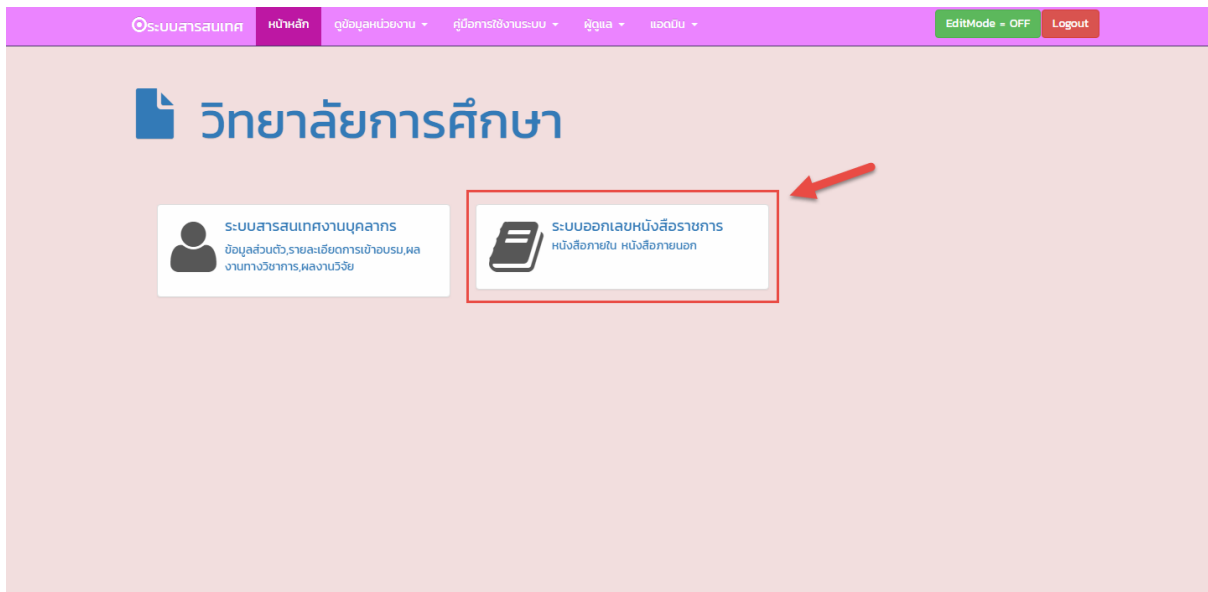 ระบบสารสนเทศ หน้าหลัก ดูข้อมูลหน่วยงาน คู่มือการใช้งานระบบ ผู้ดูแล แอดมิน EditMode = OFF Logout
วิทยาลัยการศึกษา
ระบบสารสนเทศงานบุคลากร
ข้อมูลส่วนตัว,รายละเอียดการเข้าอบรม,ผล
งานทางวิชาการ,ผลงานวิจัย
ระบบออกเลขหนังสือราชการ
หนังสือภายใน หนังสือภายนอก